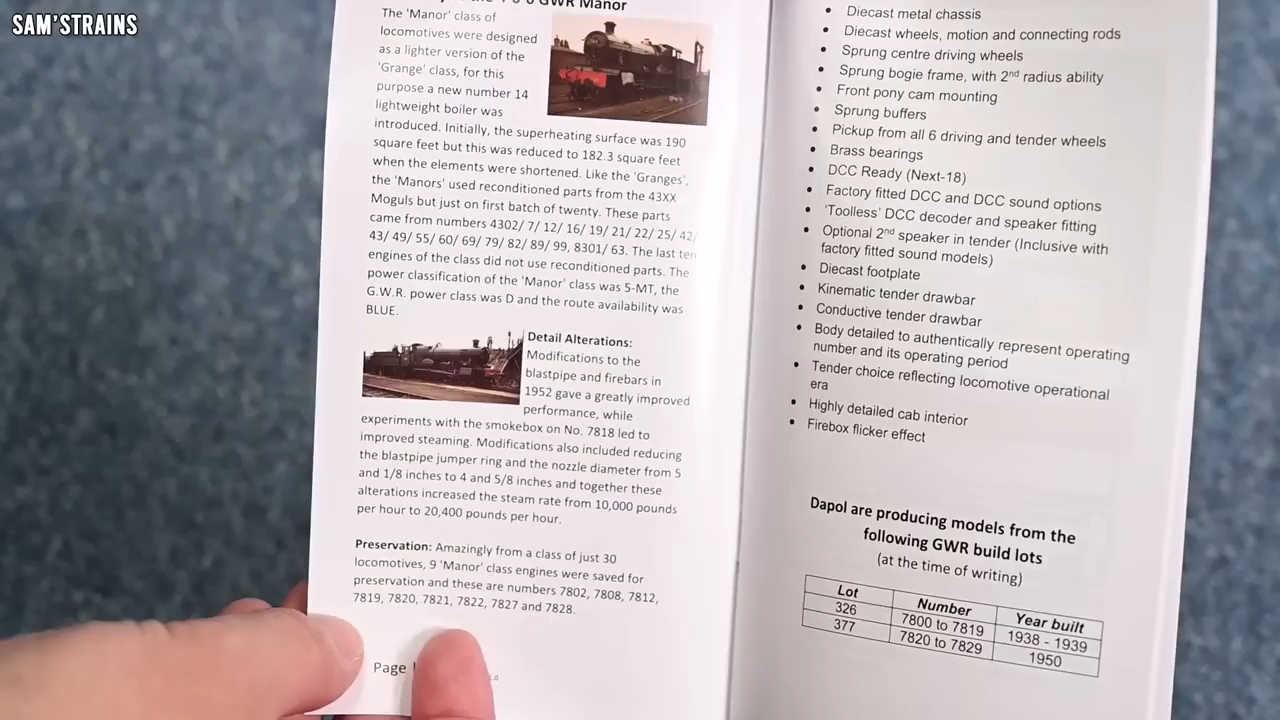 SAM'STRAINS
GWR Manor
The 'Manor' class of
locomotives were designed
as a lighter version of the
'Grange' class, for this
purpose a new number 14
lightweight boiler was
introduced. Initially, the superheating surface was 190
square feet but this was reduced to 182.3 square feet
when the elements were shortened. Like the 'Granges',
the 'Manors' used reconditioned parts from the 43XX
Moguls but just on first batch of twenty. These parts
came from numbers 4302/ 7/ 12/ 16/ 19/ 21/ 22/ 25/ 42/
43/ 49/ 55/ 60/ 69/ 79/ 82/ 89/ 99, 8301/ 63. The last ten
engines of the class did not use reconditioned parts. The
power classification of the 'Manor' class was 5-MT, the
G.W.R. power class was D and the route availability was
BLUE.
Detail Alterations:
Modifications to the
blastpipe and firebars in
1952 gave a greatly improved
performance, while
experiments with the smokebox on No. 7818 led to
improved steaming. Modifications also included reducing
the blastpipe jumper ring and the nozzle diameter from 5
and 1/8 inches to 4 and 5/8 inches and together these
alterations increased the steam rate from 10,000 pounds
per hour to 20,400 pounds per hour.
Preservation: Amazingly from a class of just 30
locomotives, 9 'Manor' class engines were saved for
preservation and these are numbers 7802, 7808, 7812,
7819, 7820, 7821, 7822, 7827 and 7828.
Page
• Diecast metal chassis
• Diecast wheels, motion and connecting rods
• Sprung centre driving wheels
• Sprung bogie frame, with 2nd radius ability
• Front pony cam mounting
• Sprung buffers
• Pickup from all 6 driving and tender wheels
• Brass bearings
• DCC Ready (Next-18)
• Factory fitted DCC and DCC sound options
• 'Toolless' DCC decoder and speaker fitting
• Optional 2nd speaker in tender (Inclusive with
factory fitted sound models)
• Diecast footplate
• Kinematic tender drawbar
• Conductive tender drawbar
• Body detailed to authentically represent operating
number and its operating period
• Tender choice reflecting locomotive operational
era
• Highly detailed cab interior
• Firebox flicker effect
Dapol are producing models from the
following GWR build lots
(at the time of writing)
Lot Number Year built
326 7800 to 7819 1938 - 1939
377 7820 to 7829 1950